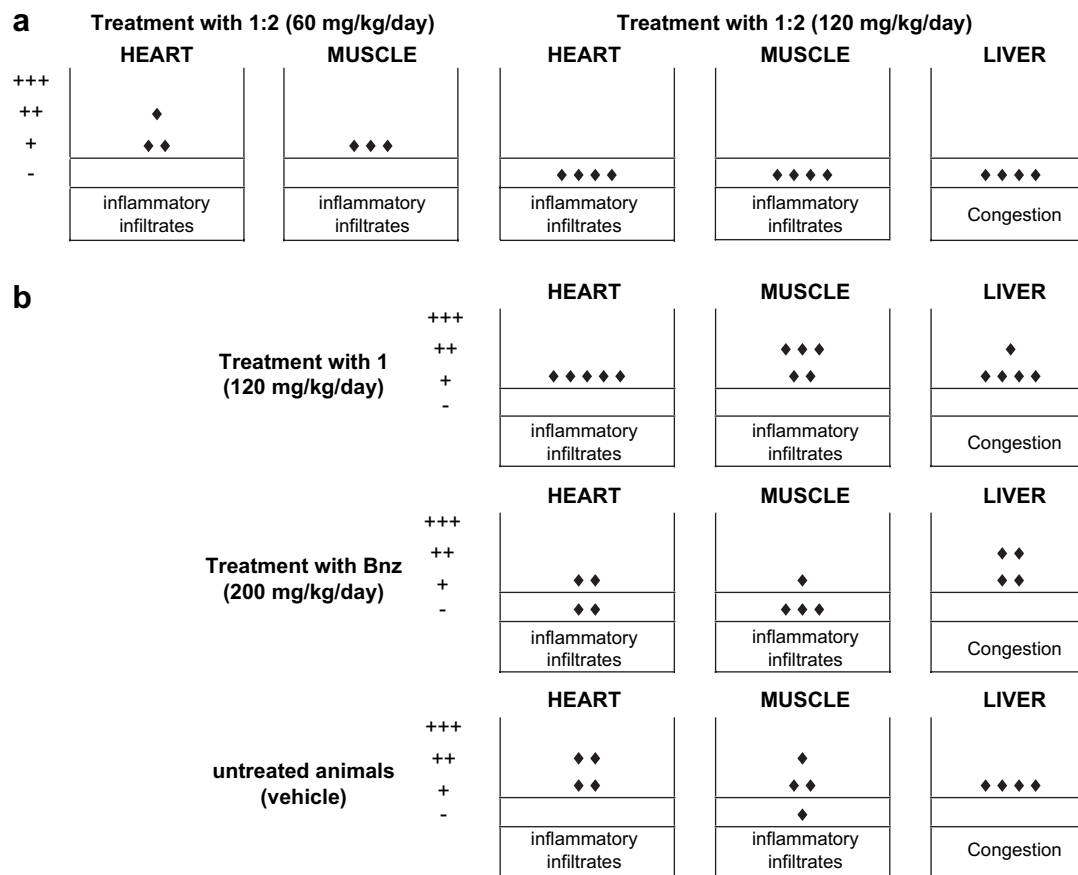 a
Treatment with 1:2 (60 mg/kg/day) Treatment with 1:2 (120 mg/kg/day)
HEART MUSCLE HEART MUSCLE LIVER
+++
++
+
-
inflammatory infiltrates inflammatory infiltrates inflammatory infiltrates inflammatory infiltrates Congestion
b
HEART MUSCLE LIVER
Treatment with 1
(120 mg/kg/day)
+++
++
+
-
inflammatory infiltrates inflammatory infiltrates Congestion
HEART MUSCLE LIVER
Treatment with Bnz
(200 mg/kg/day)
+++
++
+
-
inflammatory infiltrates inflammatory infiltrates Congestion
HEART MUSCLE LIVER
untreated animals
(vehicle)
+++
++
+
-
inflammatory infiltrates inflammatory infiltrates Congestion